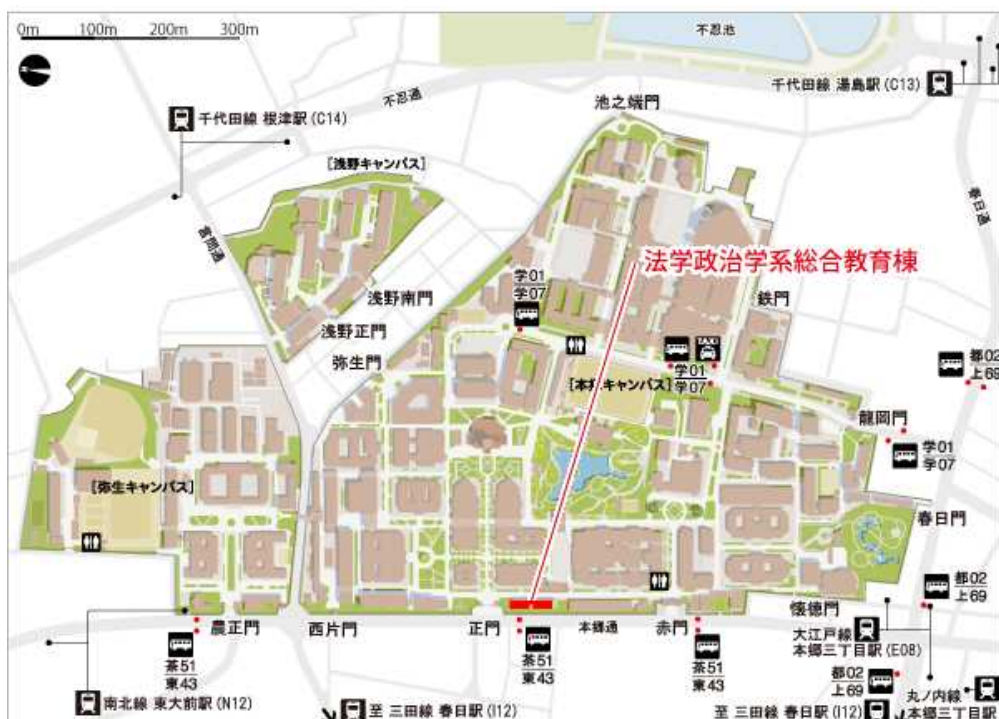 0m 100m 200m 300m
不忍池
千代田線 湯島駅(C13)
池之端門
不忍通
千代田線 根津駅(C14)
[浅野キャンパス]
春日通
言問通
法学政治学系総合教育棟
学01
学07
浅野南門
鉄門
浅野正門
弥生門
TAXI
学01
学07
[本郷キャンパス]
都02
上69
龍岡門
学01
学07
[弥生キャンパス]
春日門
都02
上69
農正門
西片門
正門
本郷通
赤門
懐徳門
大江戸線
本郷三丁目駅(E08)
茶51
東43
茶51
東43
茶51
東43
都02
上69
南北線 東大前駅(N12)
至 三田線 春日駅(I12)
至 三田線 春日駅(I12)
丸ノ内線
本郷三丁目駅